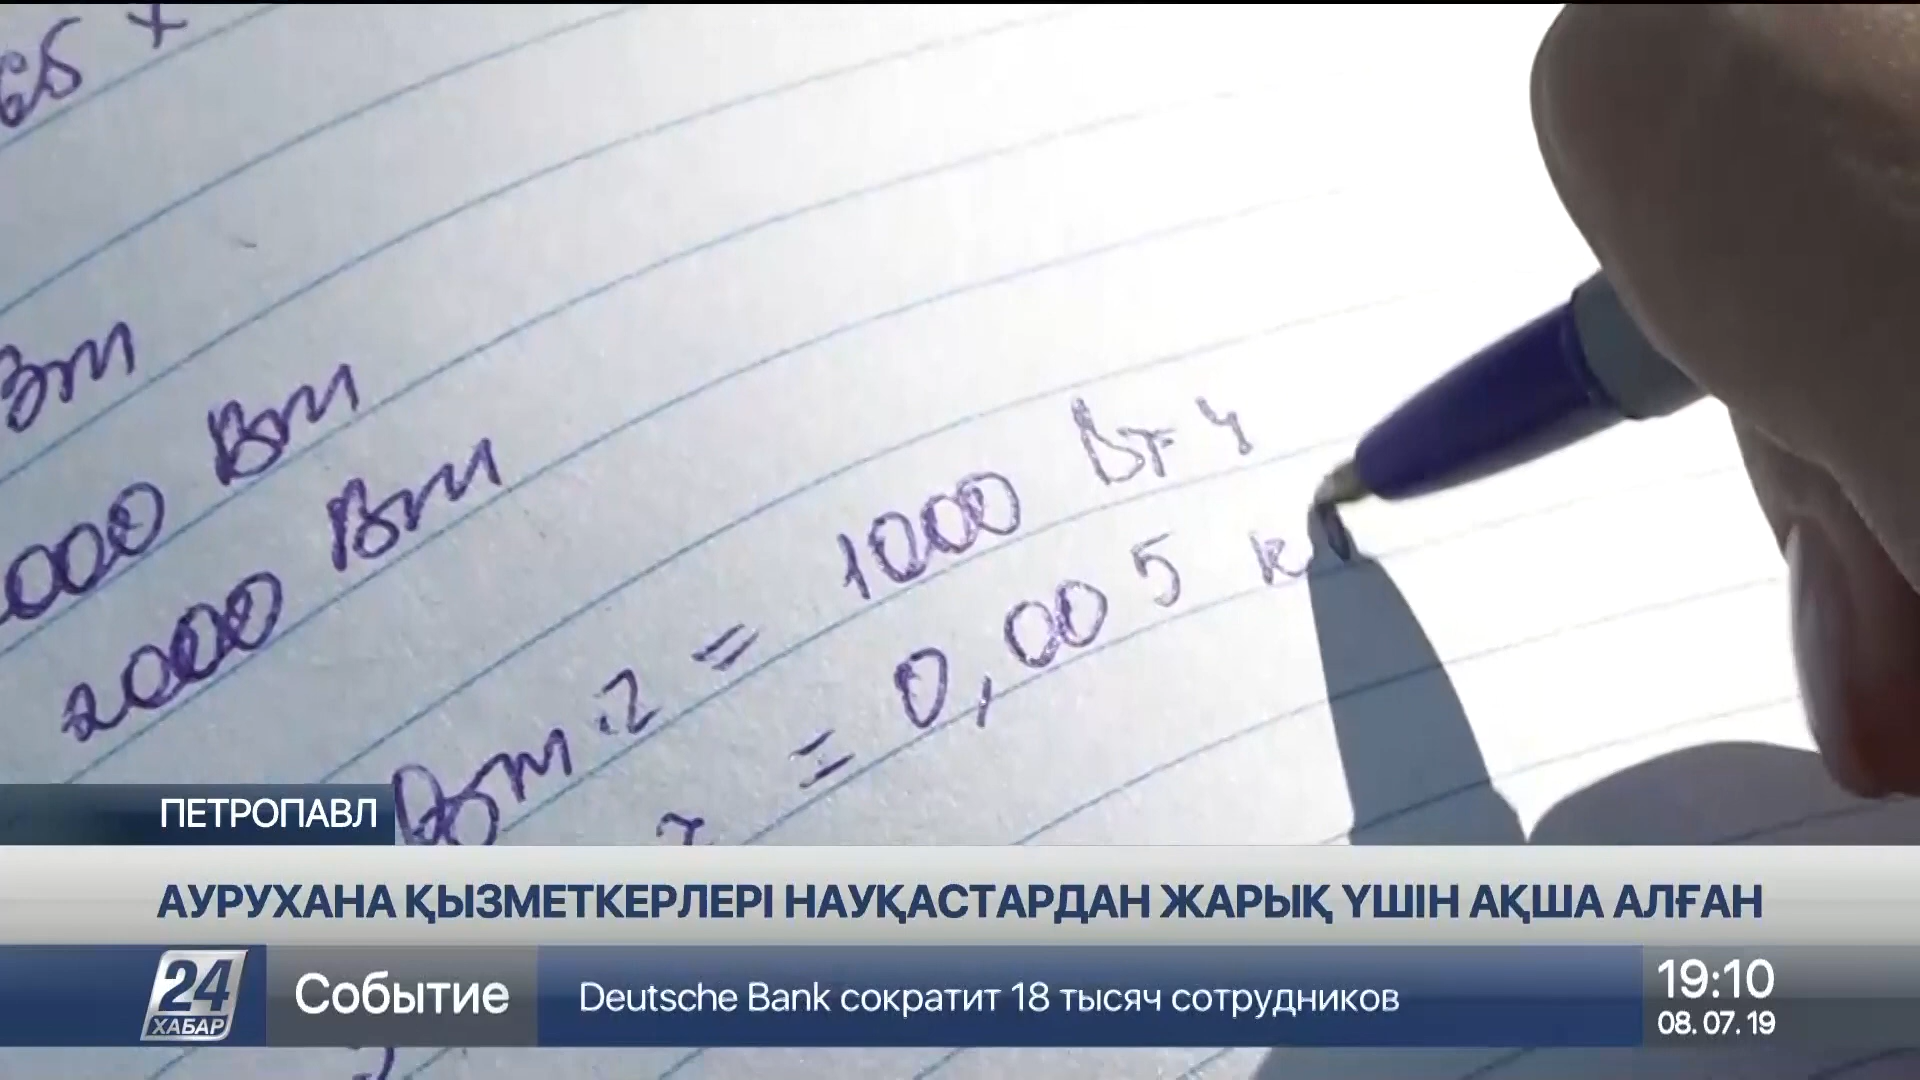 65 +
Вт
000 Вт
2000 Вт
Вт · 2 = 1000 Вт ч
= 0,005 к
ПЕТРОПАВЛ
АУРУХАНА ҚЫЗМЕТКЕРЛЕРІ НАУҚАСТАРДАН ЖАРЫҚ ҮШІН АҚША АЛҒАН
24 ХАБАР
Событие
Deutsche Bank сократит 18 тысяч сотрудников
19:10
08. 07. 19